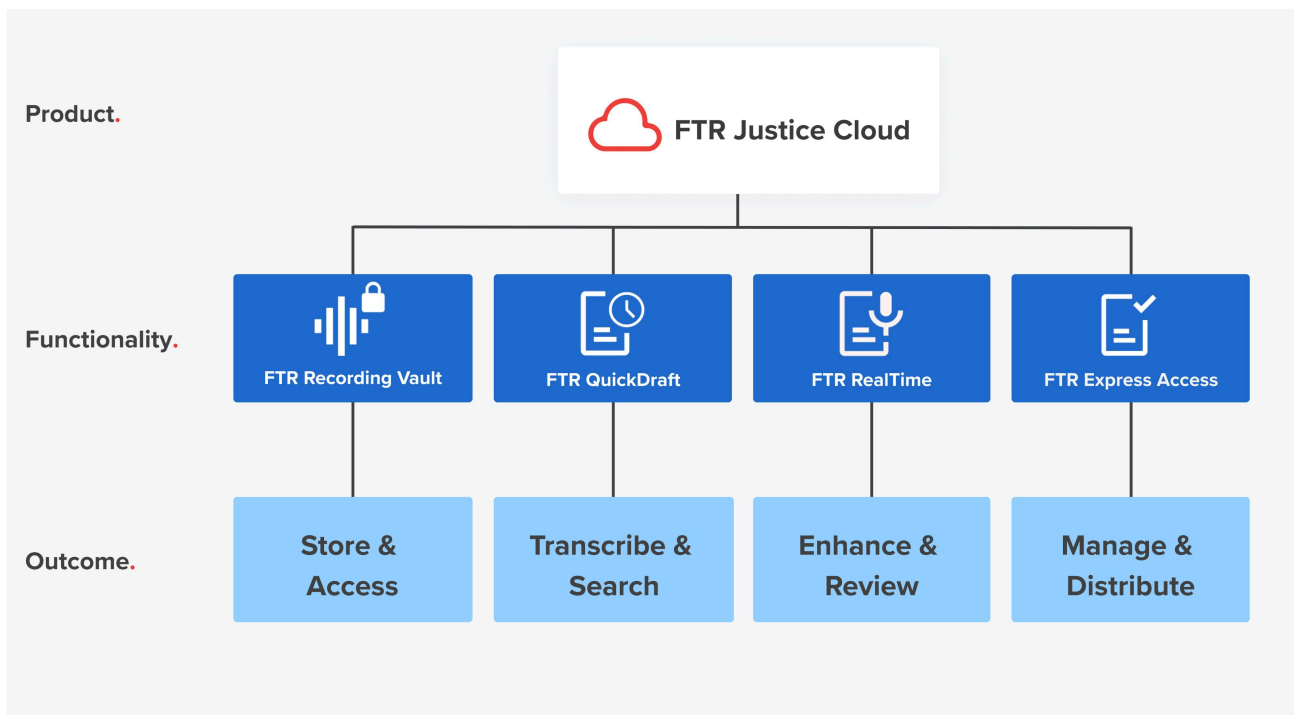 Product.
FTR Justice Cloud
Functionality.
FTR Recording Vault
FTR QuickDraft
FTR RealTime
FTR Express Access
Outcome.
Store &
Access
Transcribe &
Search
Enhance &
Review
Manage &
Distribute